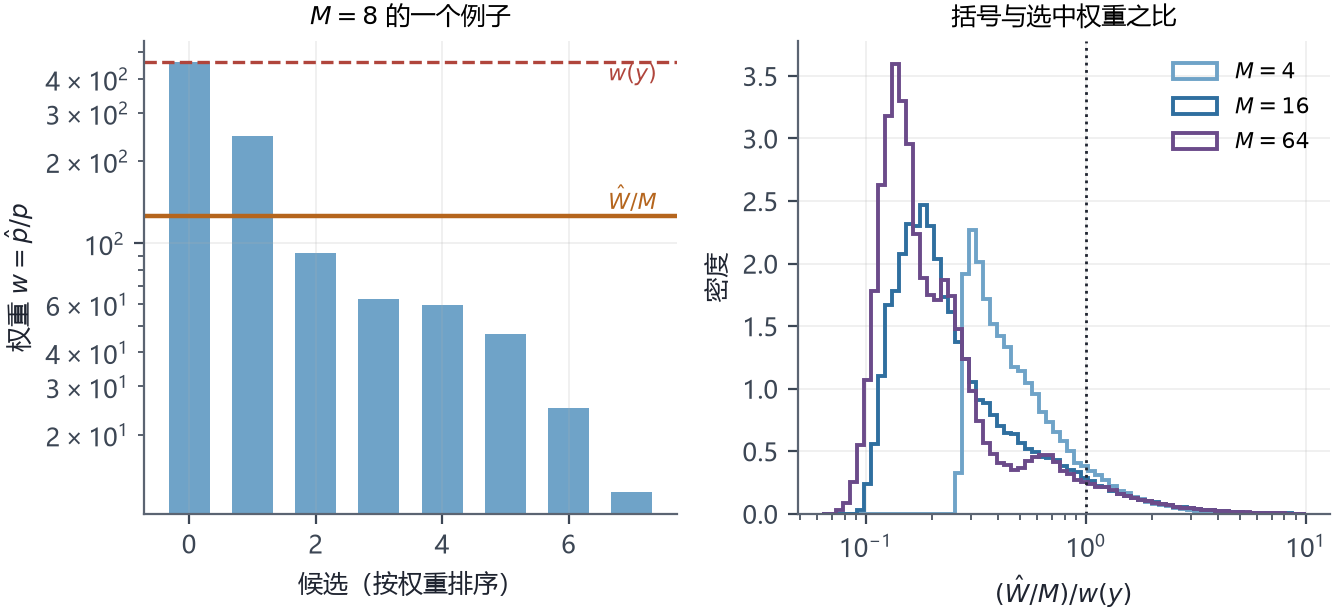 M = 8 的一个例子
权重 w = p̂/p
4 × 10²
3 × 10²
2 × 10²
10²
6 × 10¹
4 × 10¹
3 × 10¹
2 × 10¹
w(y)
Ŵ/M
0 2 4 6
候选（按权重排序）
括号与选中权重之比
密度
3.5
3.0
2.5
2.0
1.5
1.0
0.5
0.0
M = 4
M = 16
M = 64
10⁻¹ 10⁰ 10¹
(Ŵ/M)/w(y)